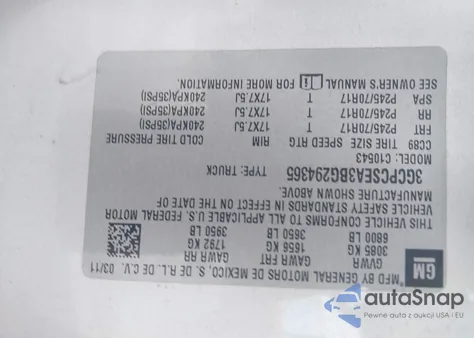 MFD BY GENERAL MOTORS DE MEXICO, S. DE R.L. DE C.V. 03/11
GM
GVWR GAWR FRT GAWR RR
3085 KG 1656 KG 1792 KG
6800 LB 3650 LB 3950 LB
THIS VEHICLE CONFORMS TO ALL APPLICABLE U.S. FEDERAL MOTOR
VEHICLE SAFETY STANDARDS IN EFFECT ON THE DATE OF
MANUFACTURE SHOWN ABOVE.
3GCPCSEA3BG294365 TYPE: TRUCK
C10543
CC89 TIRE SIZE SPEED RTG RIM COLD TIRE PRESSURE
FRT P245/70R17 T 17X7.5J 240KPA(35PSI)
RR P245/70R17 T 17X7.5J 240KPA(35PSI)
SPA P245/70R17 T 17X7.5J 240KPA(35PSI)
SEE OWNER'S MANUAL FOR MORE INFORMATION.
autaSnap
Pewne auta z aukcji USA i EU